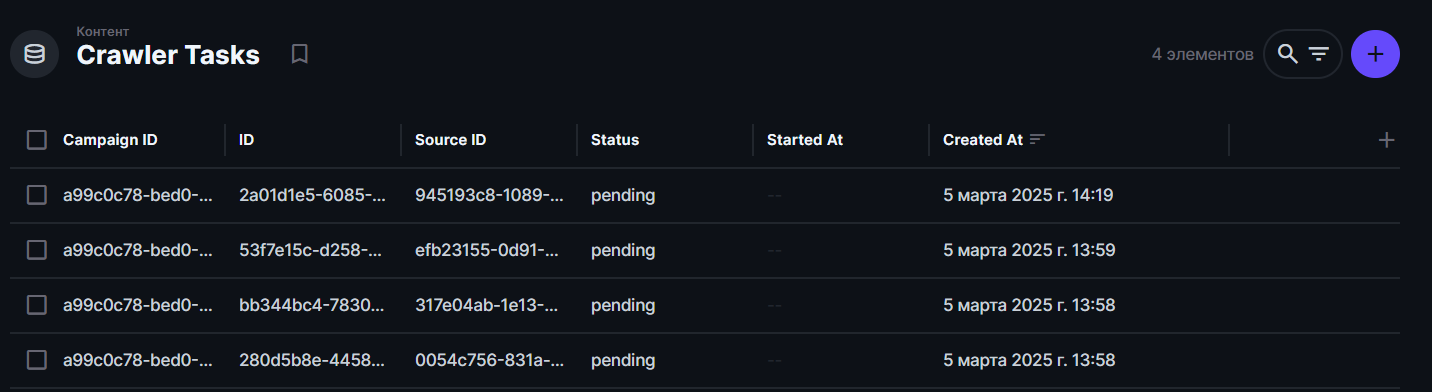 Контент
Crawler Tasks
4 элементов
Campaign ID ID Source ID Status Started At Created At
a99c0c78-bed0-... 2a01d1e5-6085-... 945193c8-1089-... pending -- 5 марта 2025 г. 14:19
a99c0c78-bed0-... 53f7e15c-d258-... efb23155-0d91-... pending -- 5 марта 2025 г. 13:59
a99c0c78-bed0-... bb344bc4-7830... 317e04ab-1e13-... pending -- 5 марта 2025 г. 13:58
a99c0c78-bed0-... 280d5b8e-4458... 0054c756-831a-... pending -- 5 марта 2025 г. 13:58